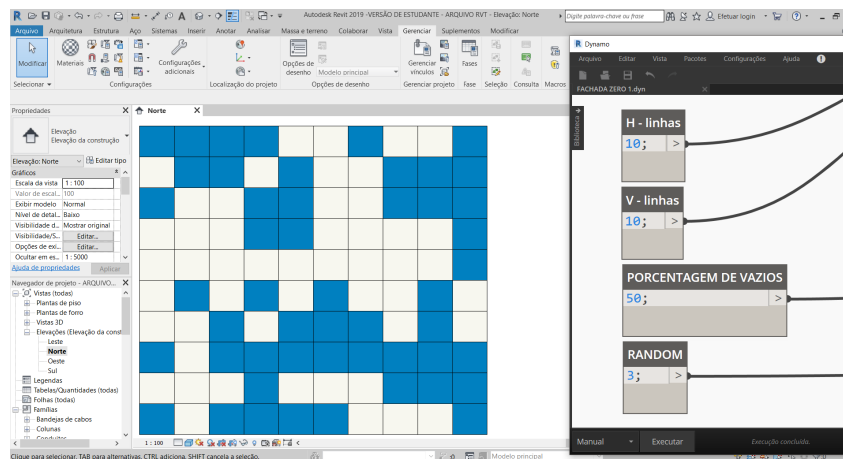 Autodesk Revit 2019 -VERSÃO DE ESTUDANTE - ARQUIVO RVT - Elevação: Norte
Digite palavra-chave ou frase
Efetuar login
Arquivo Arquitetura Estrutura Aço Sistemas Inserir Anotar Analisar Massa e terreno Colaborar Vista Gerenciar Suplementos Modificar
Modificar
Materiais
Configurações adicionais
Opções de desenho
Modelo principal
Gerenciar vínculos
Fases
Selecionar
Configurações
Localização do projeto
Opções de desenho
Gerenciar projeto
Fase
Seleção
Consulta
Macros
Propriedades
Elevação
Elevação da construção
Elevação: Norte
Editar tipo
Gráficos
Escala da vista 1 : 100
Valor de escal... 100
Exibir modelo Normal
Nível de detal... Baixo
Visibilidade d... Mostrar original
Visibilidade/S... Editar...
Opções de exi... Editar...
Ocultar em es... 1 : 5000
Ajuda de propriedades Aplicar
Navegador de projeto - ARQUIVO...
Vistas (todas)
Plantas de piso
Plantas de forro
Vistas 3D
Elevações (Elevação da const
Leste
Norte
Oeste
Sul
Legendas
Tabelas/Quantidades (todas)
Folhas (todas)
Famílias
Bandejas de cabos
Colunas
Conduítes
Norte X
1 : 100
Clique para selecionar, TAB para alternativas, CTRL adiciona, SHIFT cancela a seleção.
Modelo principal
Dynamo
Arquivo Editar Vista Pacotes Configurações Ajuda
FACHADA ZERO 1.dyn
Biblioteca
H - linhas
10; >
V - linhas
10; >
PORCENTAGEM DE VAZIOS
50; >
RANDOM
3; >
Manual Executar Execução concluída.